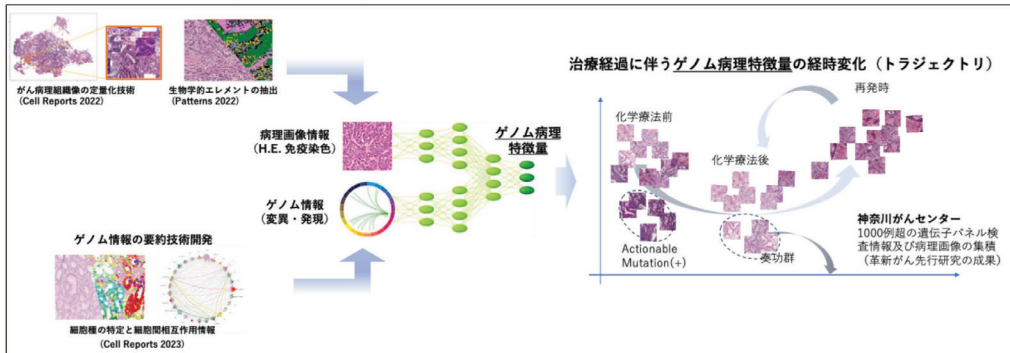 がん病理組織像の定量化技術
(Cell Reports 2022)
生物学的エレメントの抽出
(Patterns 2022)
病理画像情報
(H.E. 免疫染色)
ゲノム情報
(変異・発現)
ゲノム病理
特徴量
ゲノム情報の要約技術開発
細胞種の特定と細胞間相互作用情報
(Cell Reports 2023)
治療経過に伴うゲノム病理特徴量の経時変化（トラジェクトリ）
化学療法前
化学療法後
再発時
Actionable
Mutation(+)
奏功群
神奈川がんセンター
1000例超の遺伝子パネル検
査情報及び病理画像の集積
（革新がん先行研究の成果）